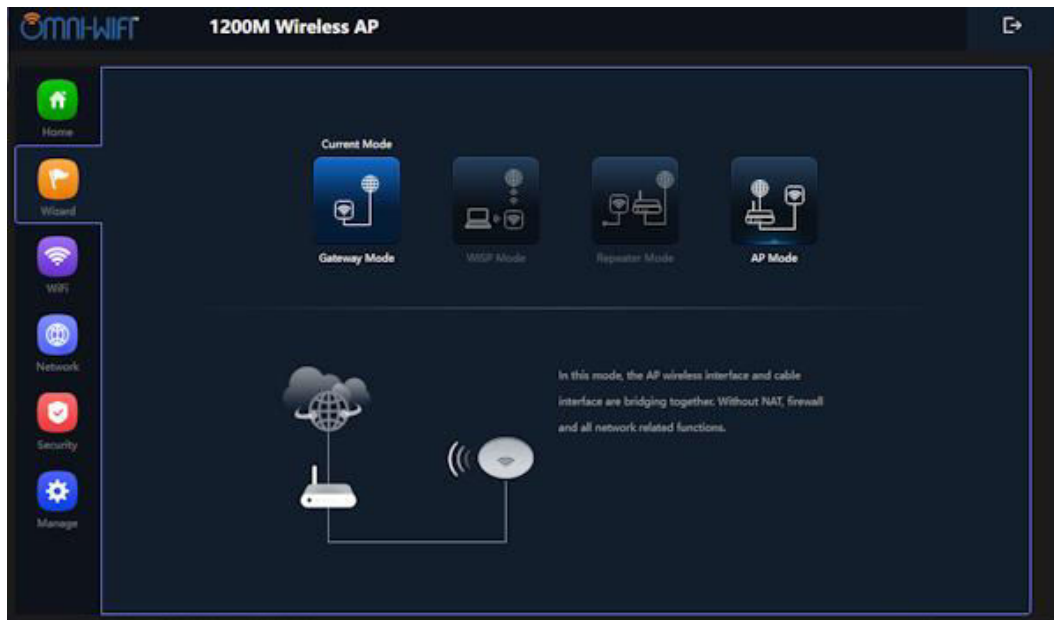 OMNI-WIFI
1200M Wireless AP
Home
Wizard
WiFi
Network
Security
Manage
Current Mode
Gateway Mode
WISP Mode
Repeater Mode
AP Mode
In this mode, the AP wireless interface and cable
interface are bridging together. Without NAT, firewall
and all network related functions.